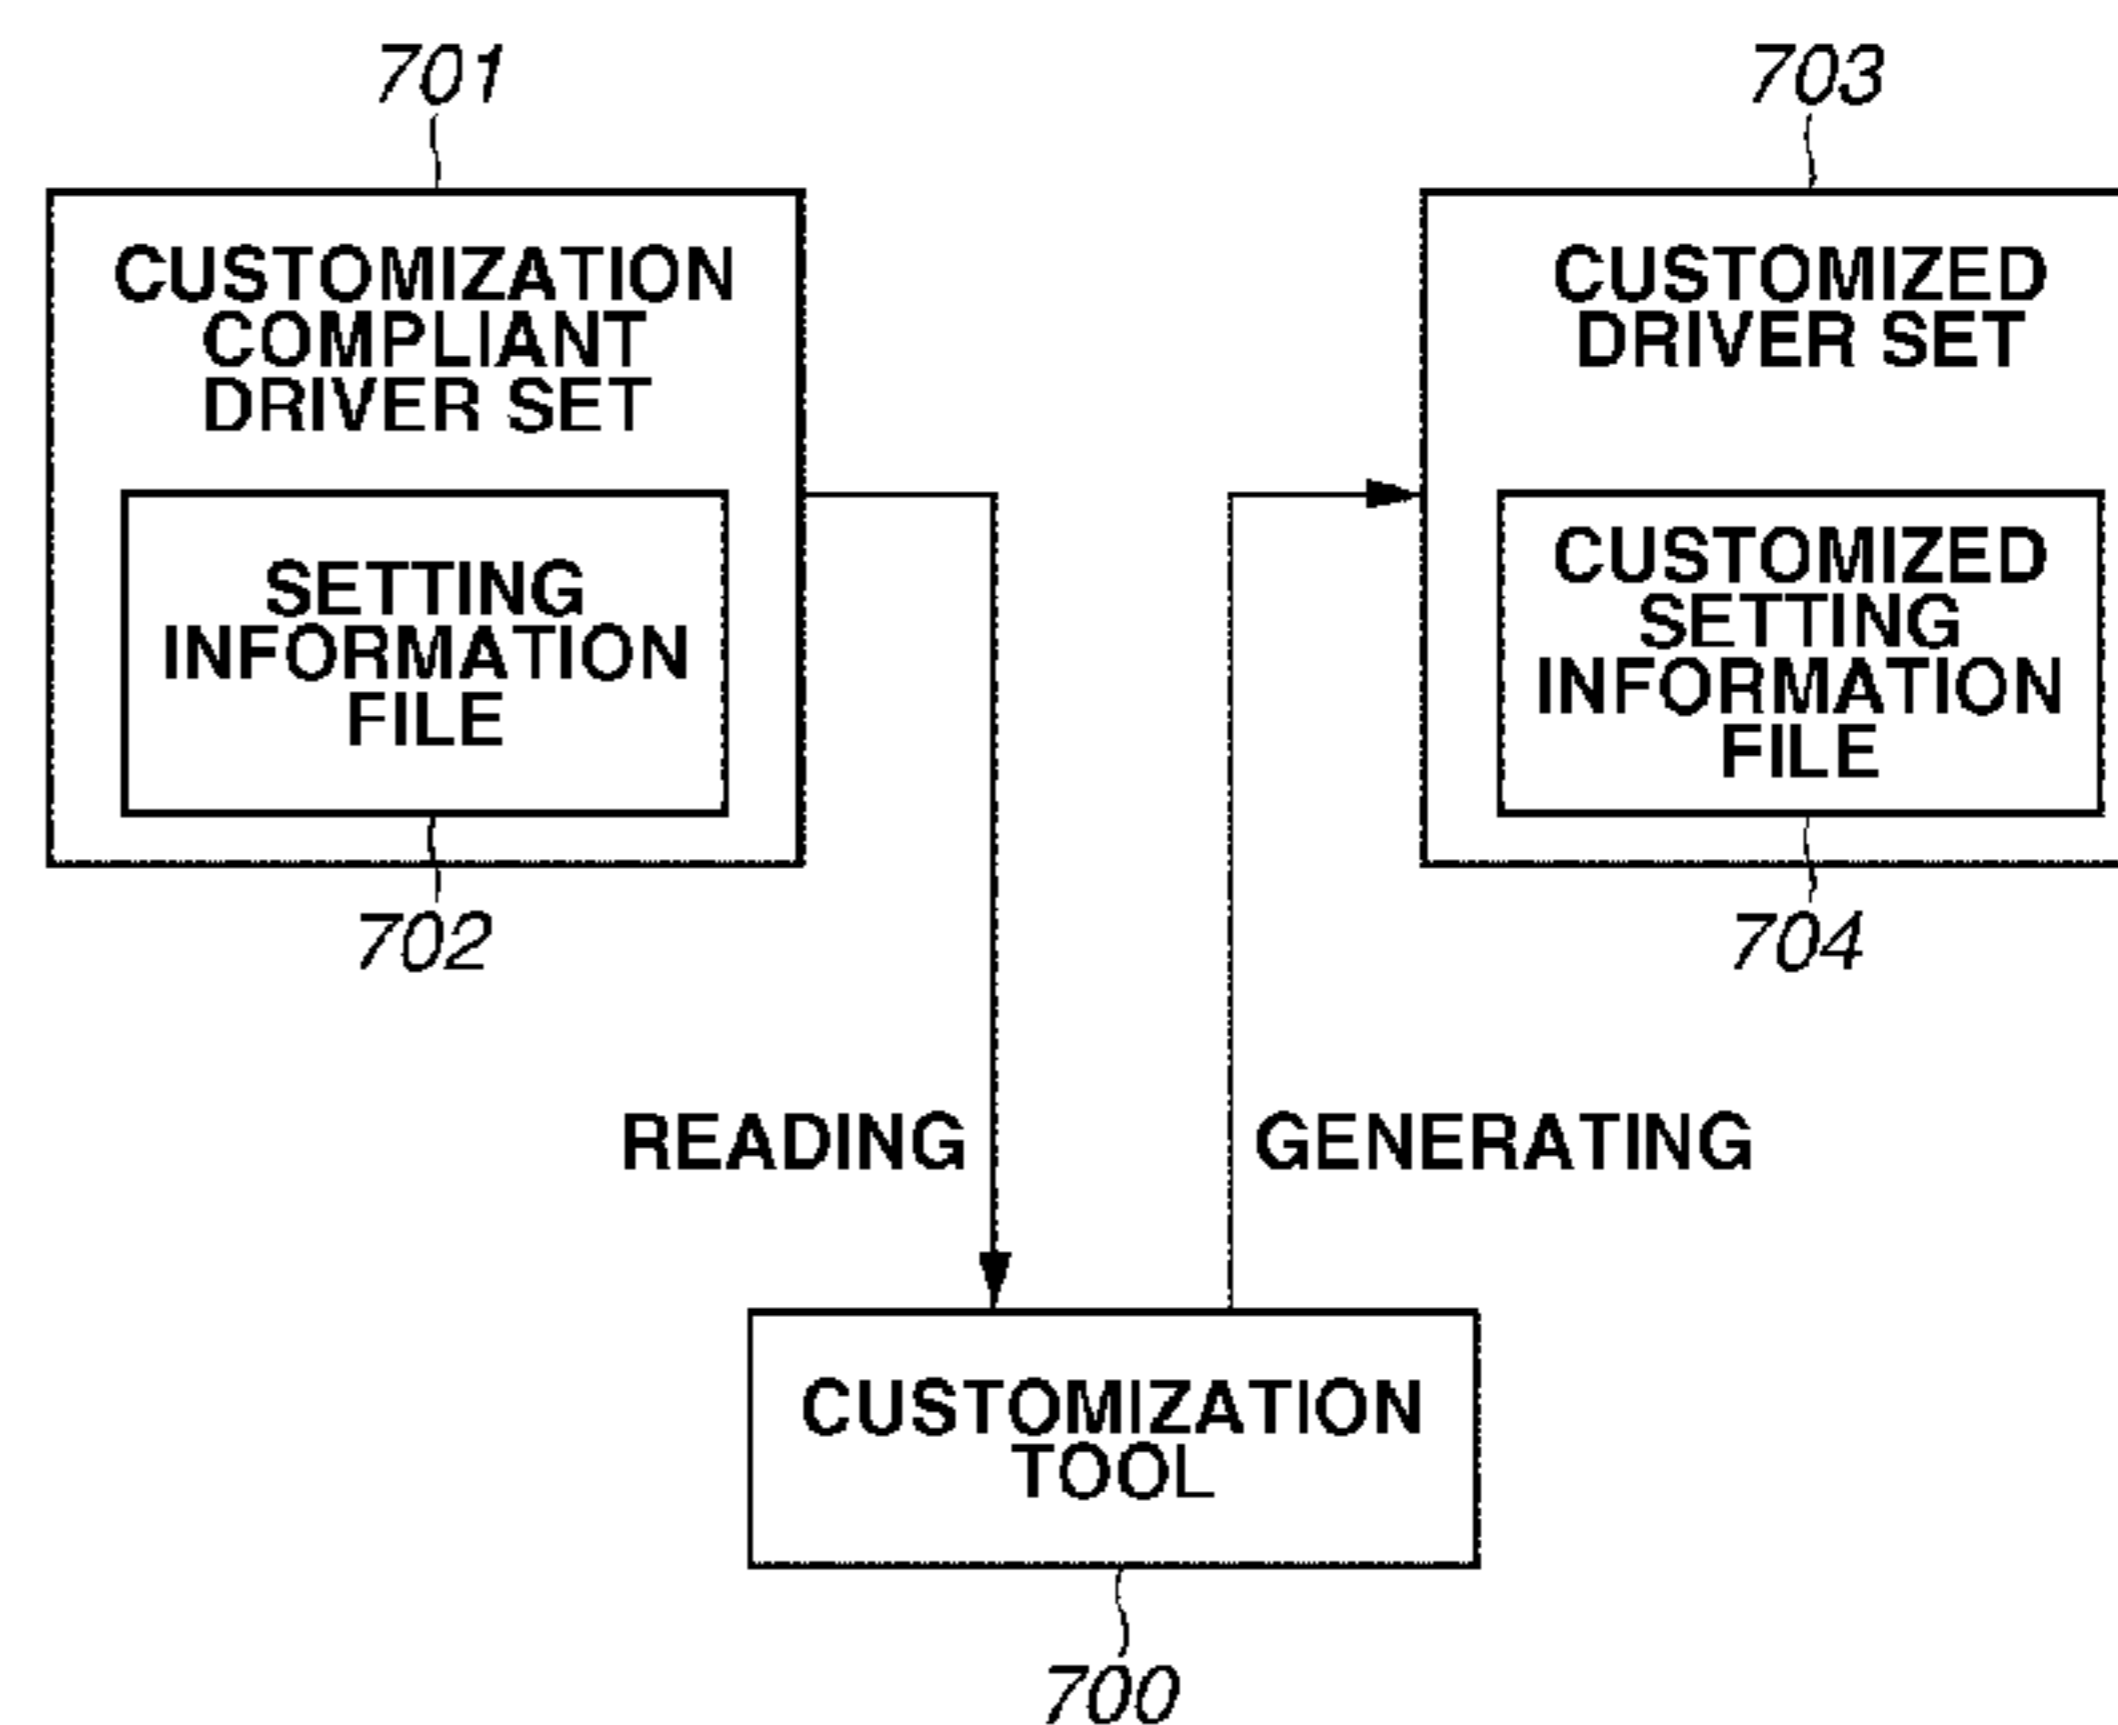 701
703
CUSTOMIZATION
COMPLIANT
DRIVER SET
CUSTOMIZED
DRIVER SET
SETTING
INFORMATION
FILE
CUSTOMIZED
SETTING
INFORMATION
FILE
702
704
READING
GENERATING
CUSTOMIZATION
TOOL
700